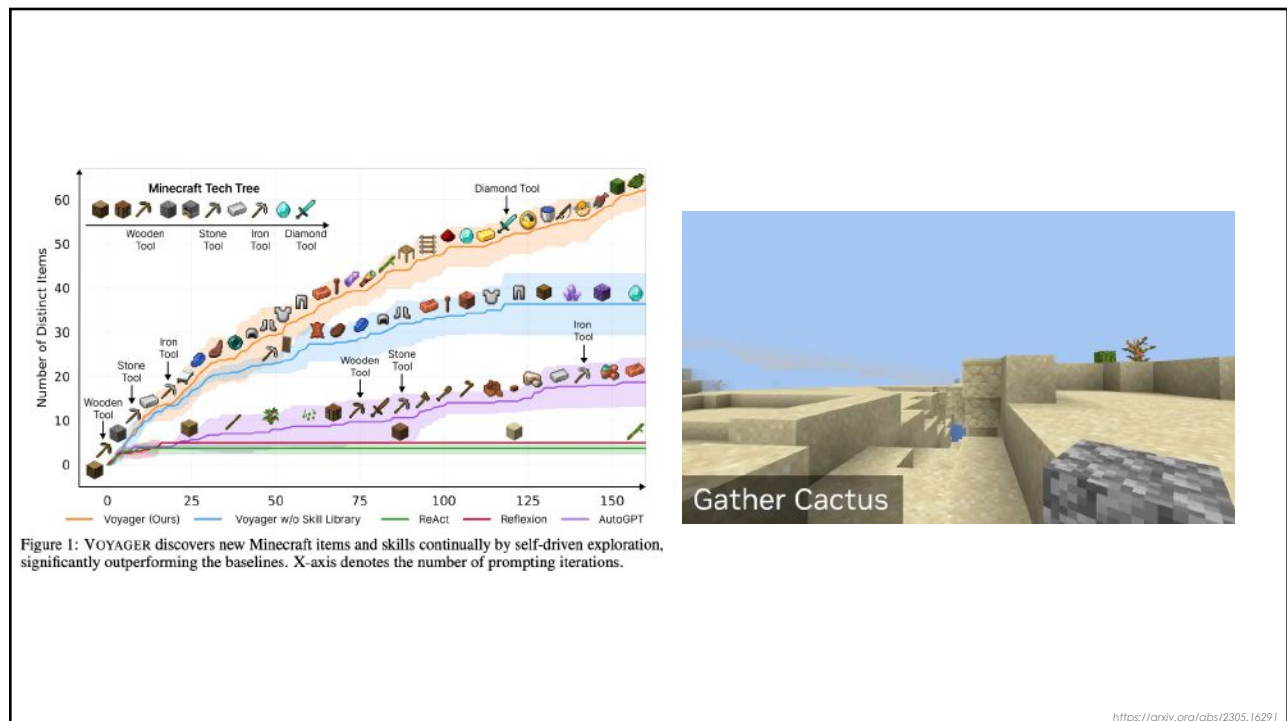 Minecraft Tech Tree
Wooden
Tool
Stone
Tool
Iron
Tool
Diamond
Tool
Number of Distinct Items
60
50
40
30
20
10
0
Wooden
Tool
Stone
Tool
Iron
Tool
Diamond Tool
Wooden
Tool
Stone
Tool
Iron
Tool
0 25 50 75 100 125 150
Voyager (Ours) Voyager w/o Skill Library ReAct Reflexion AutoGPT
Figure 1: VOYAGER discovers new Minecraft items and skills continually by self-driven exploration,
significantly outperforming the baselines. X-axis denotes the number of prompting iterations.
Gather Cactus
https://arxiv.org/abs/2305.16291